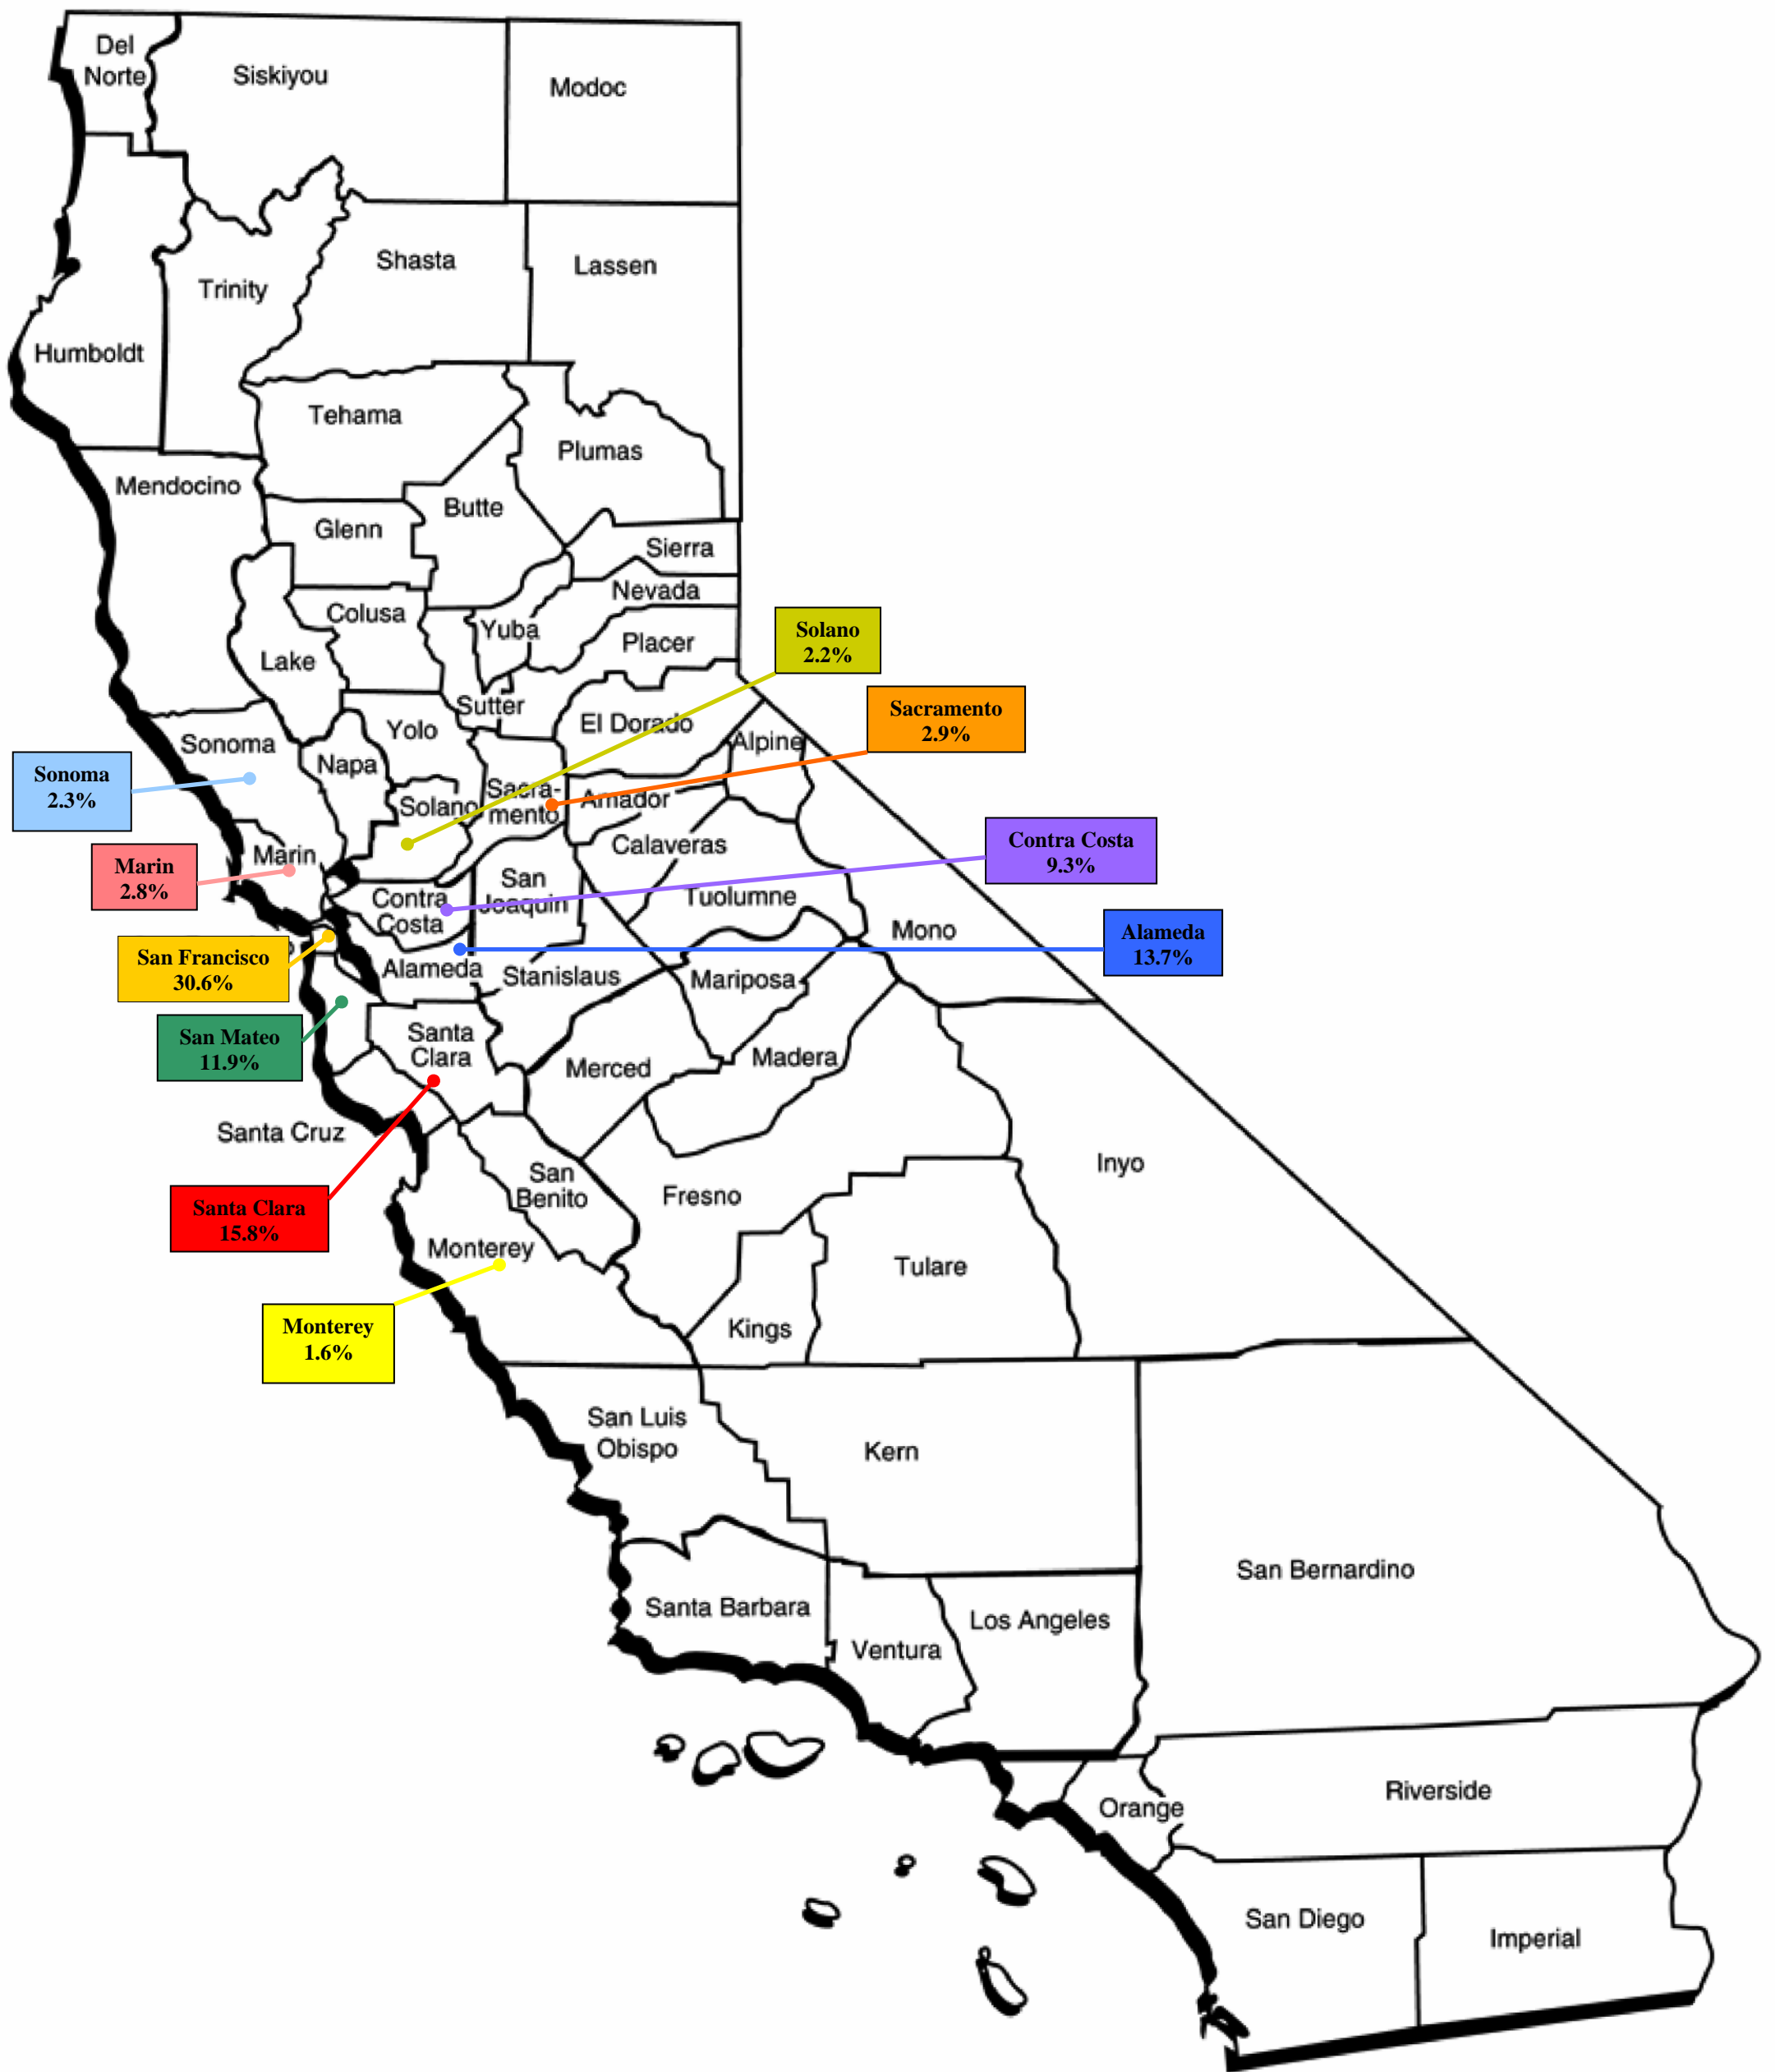 Del
Norte
Siskiyou
Modoc
Shasta
Lassen
Trinity
Humboldt
Tehama
Plumas
Mendocino
Butte
Glenn
Sierra
Nevada
Colusa
Yuba
Placer
Lake
Solano
2.2%
Sutter
Sacramento
2.9%
El Dorado
Yolo
Alpine
Sonoma
Napa
Sonoma
2.3%
Sacra-
mento
Amador
Solano
Calaveras
Contra Costa
9.3%
Marin
Marin
2.8%
San
Joaquin
Contra
Costa
Tuolumne
Mono
Alameda
13.7%
San Francisco
30.6%
Alameda
Stanislaus
Mariposa
San Mateo
11.9%
Santa
Clara
Merced
Madera
Santa Cruz
Inyo
San
Benito
Fresno
Santa Clara
15.8%
Monterey
Tulare
Monterey
1.6%
Kings
San Luis
Obispo
Kern
San Bernardino
Santa Barbara
Los Angeles
Ventura
Riverside
Orange
San Diego
Imperial